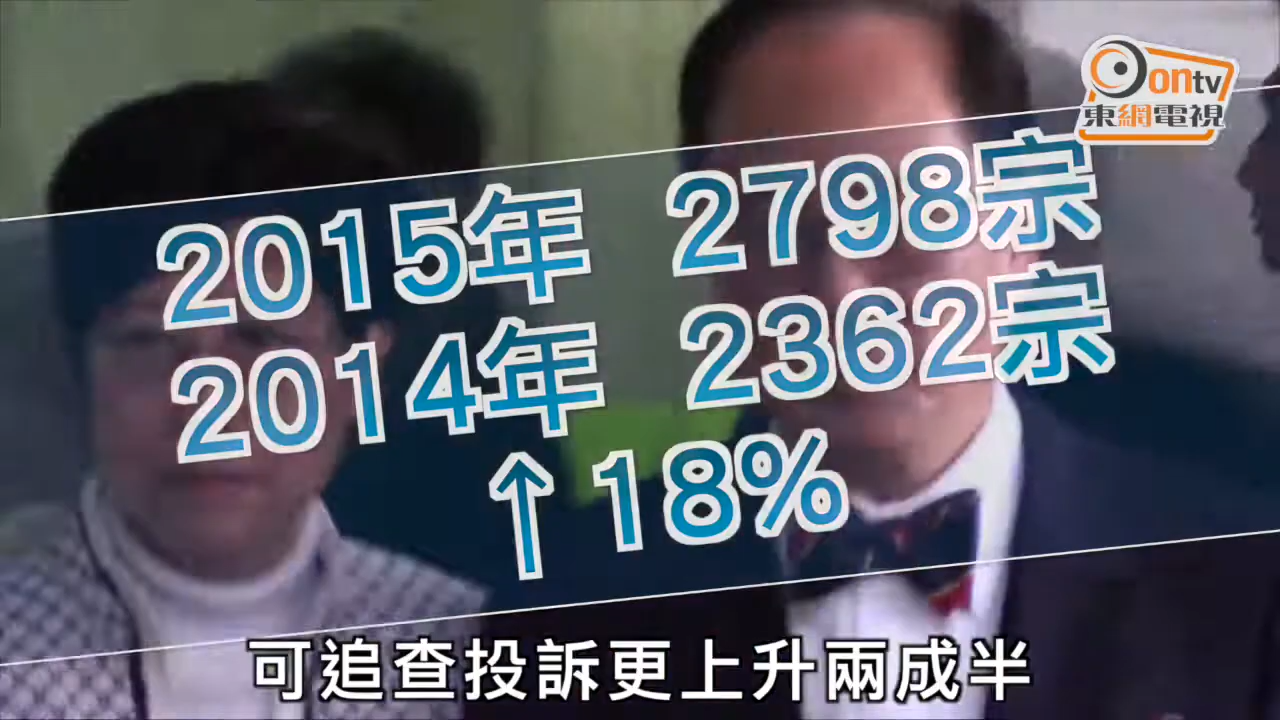 ontv
東網電視
2015年 2798宗
2014年 2362宗
↑18%
可追查投訴更上升兩成半